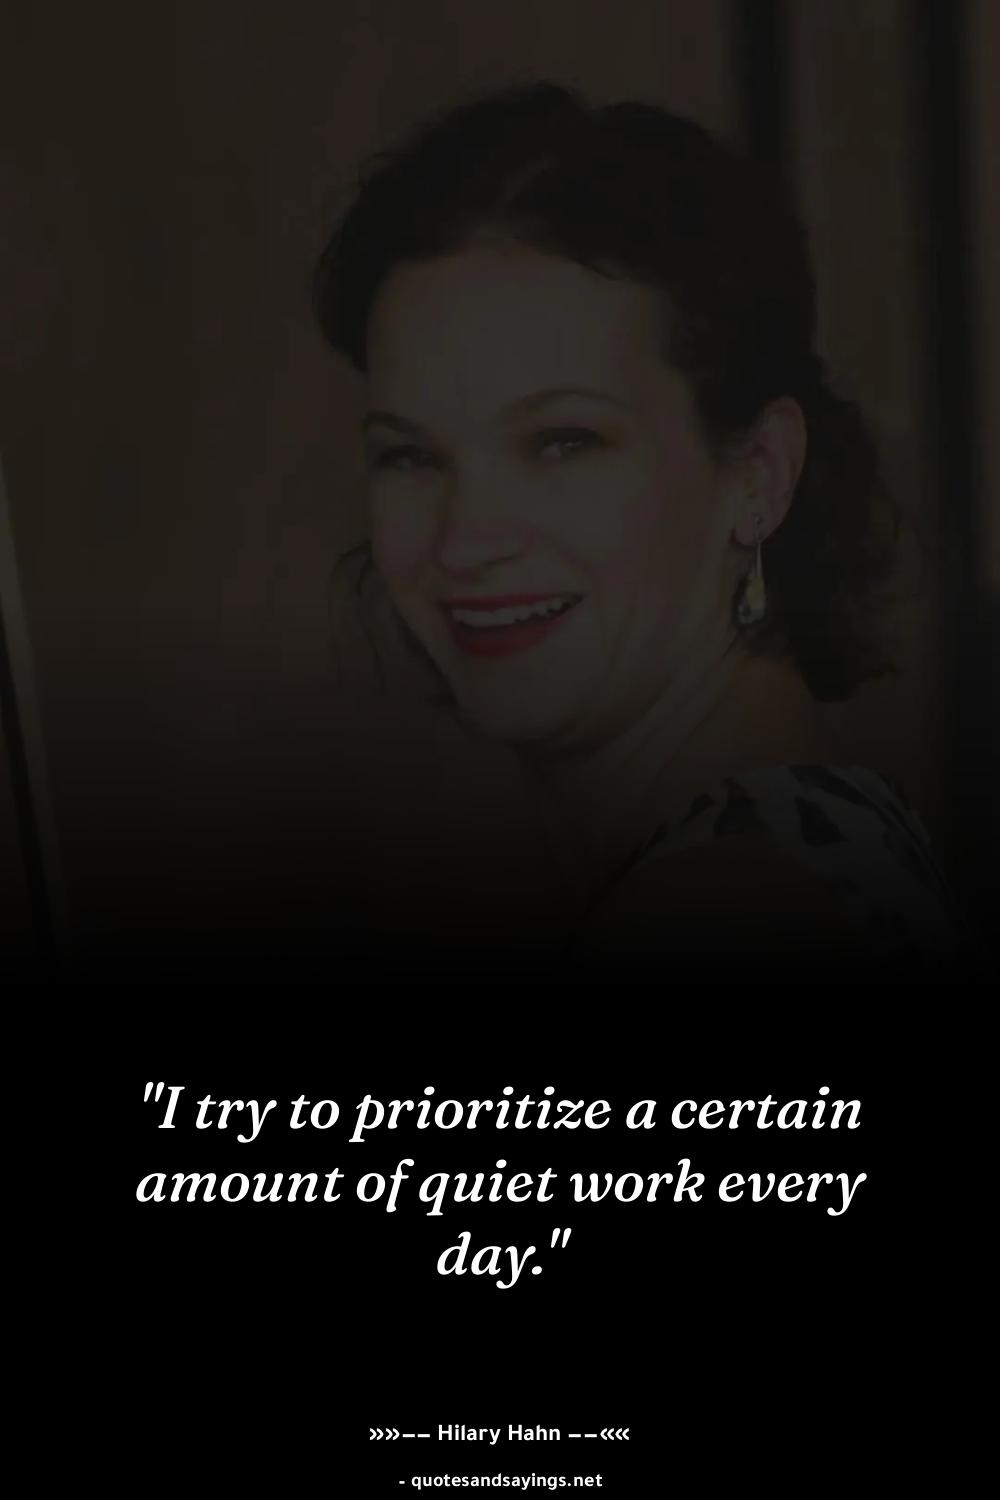 "I try to prioritize a certain
amount of quiet work every
day."
»»–– Hilary Hahn ––««
- quotesandsayings.net